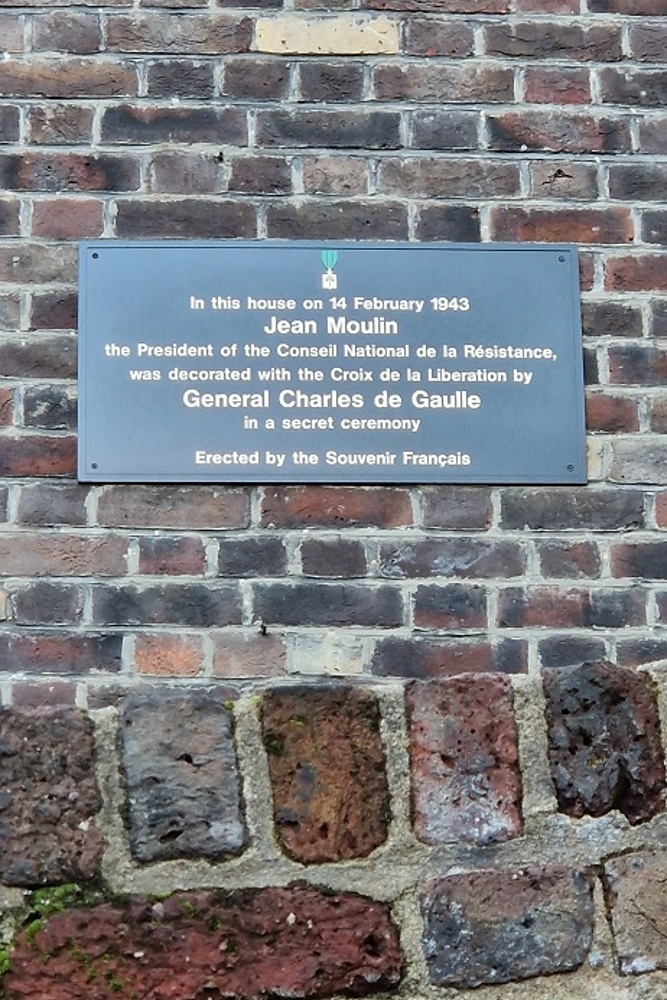 In this house on 14 February 1943
Jean Moulin
the President of the Conseil National de la Résistance,
was decorated with the Croix de la Liberation by
General Charles de Gaulle
in a secret ceremony
Erected by the Souvenir Français